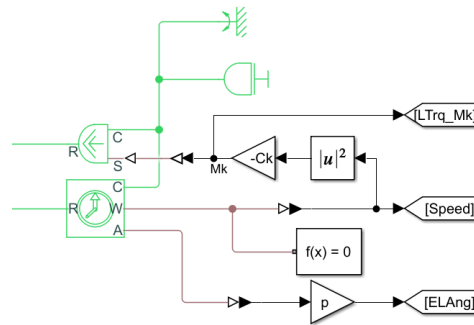 [LTrq_Mk]
C
R
S
Mk
-Ck
|u|²
C
R
W
A
[Speed]
f(x) = 0
p
[ELAng]